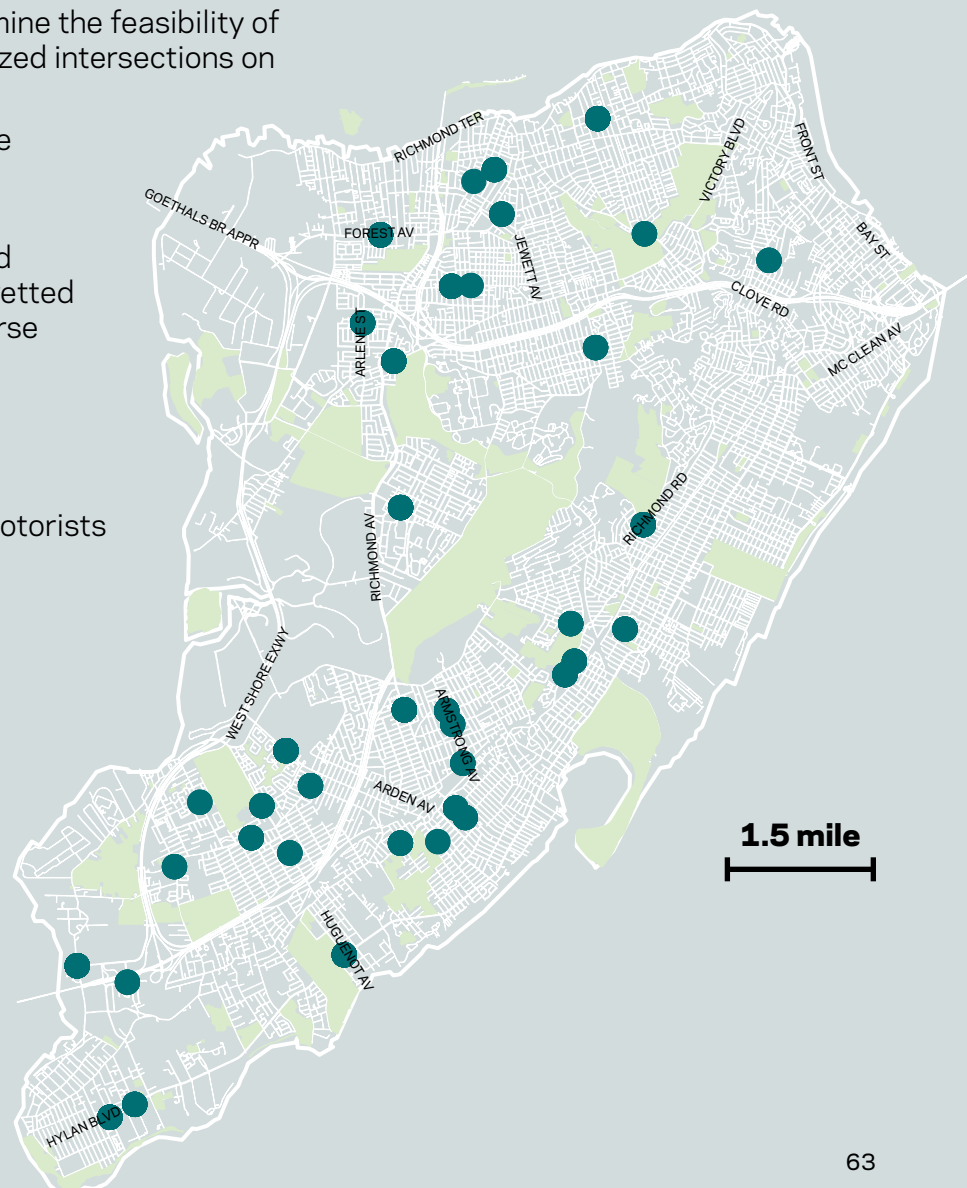 mine the feasibility of
zed intersections on
e
d
etted
rse
otorists
RICHMOND TER
GOETHALS BR APPR
FOREST AV
JEWETT AV
VICTORY BLVD
FRONT ST
BAY ST
CLOVE RD
MC CLEAN AV
ARLENE ST
RICHMOND AV
RICHMOND RD
WEST SHORE EXWY
ARMSTRONG AV
ARDEN AV
1.5 mile
HUGUENOT AV
HYLAN BLVD
63